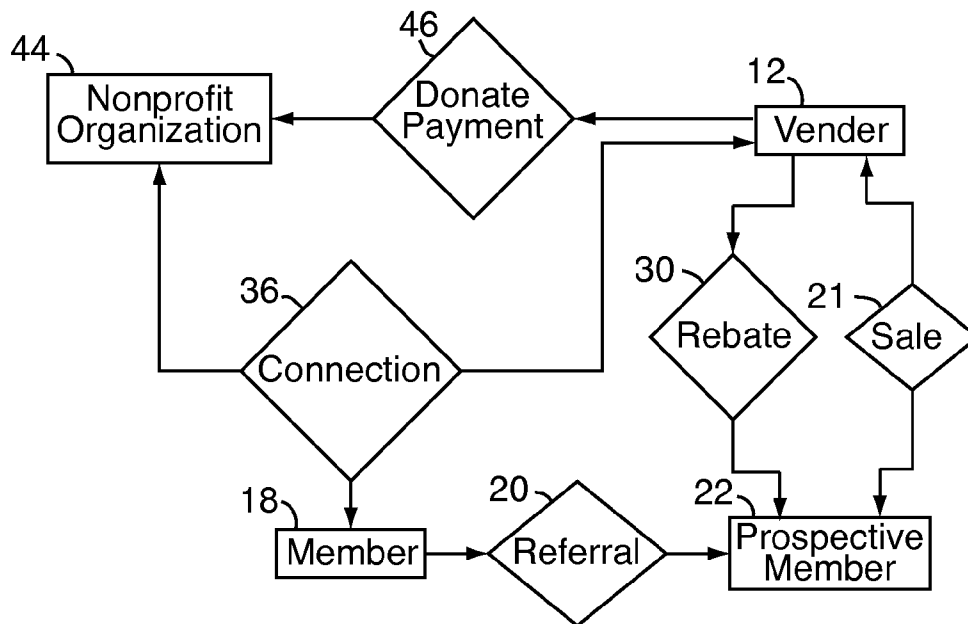 46
44
Nonprofit
Organization
Donate
Payment
12
Vender
36
Connection
30
Rebate
21
Sale
18
Member
20
Referral
22
Prospective
Member